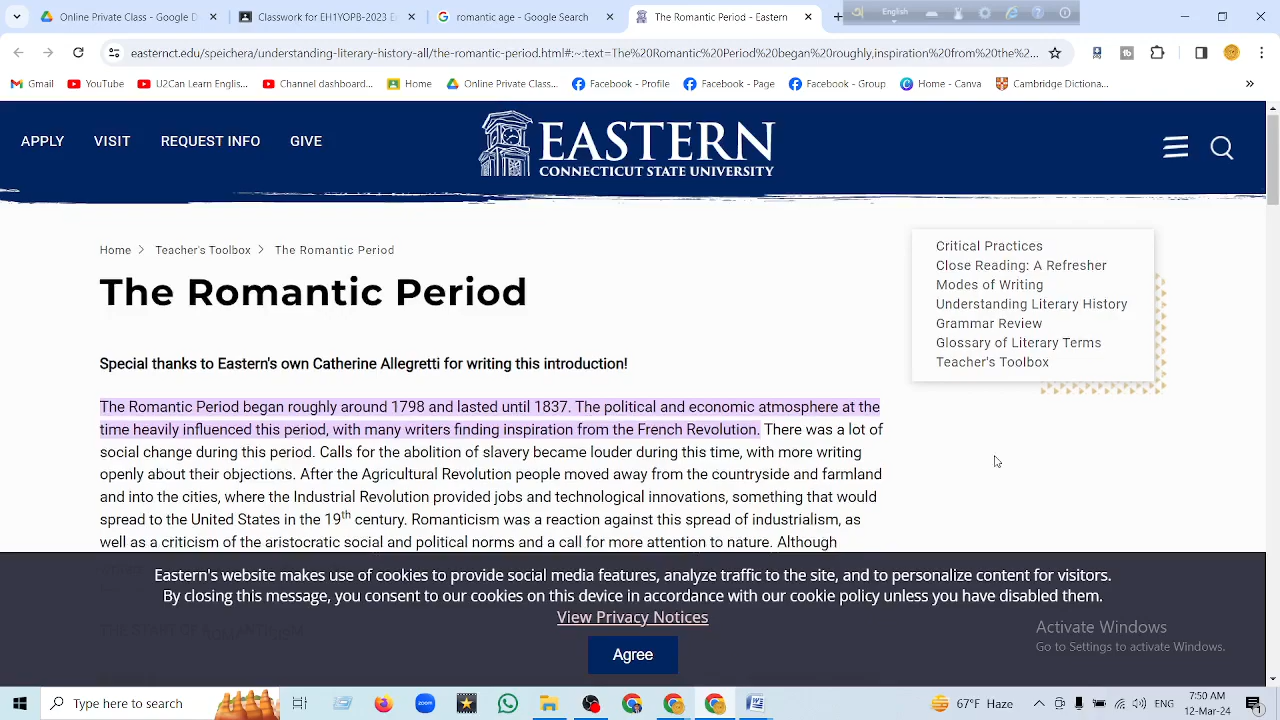 Eastern Connecticut State Univ
Classroom EH1YOPB-0223_E
romantic period - Google Search
The Romantic Period - Eastern
English
easternct.edu/speichera/understanding-literary-history-all/the-romantic-period.html#:~:text=The%20Romantic%20Period%20began%20roughly,inspiration%20from%20the%2...
Gmail YouTube U2Can Learn Englis... Channel dashboard... Home Online Private Class... Facebook - Profile Facebook - Page Facebook - Group Home - Canva Cambridge Dictiona...
APPLY VISIT REQUEST INFO GIVE
EASTERN
CONNECTICUT STATE UNIVERSITY
Home > Teacher's Toolbox > The Romantic Period
The Romantic Period
Special thanks to Eastern's own Catherine Allegretti for writing this introduction!
The Romantic Period began roughly around 1798 and lasted until 1837. The political and economic atmosphere at the
time heavily influenced this period, with many writers finding inspiration from the French Revolution. There was a lot of
social change during this period. Calls for the abolition of slavery became louder during this time, with more writing
openly about their objections. After the Agricultural Revolution people moved away from the countryside and farmland
and into the cities, where the Industrial Revolution provided jobs and technological innovations, something that would
spread to the United States in the 19th century. Romanticism was a reaction against this spread of industrialism, as
well as a criticism of the aristocratic social and political norms and a call for more attention to nature. Although
Critical Practices
Close Reading: A Refresher
Modes of Writing
Understanding Literary History
Grammar Review
Glossary of Literary Terms
Teacher's Toolbox
THE START OF ROMANTICISM
Eastern's website makes use of cookies to provide social media features, analyze traffic to the site, and to personalize content for visitors.
By closing this message, you consent to our cookies on this device in accordance with our cookie policy unless you have disabled them.
View Privacy Notices
Agree
Activate Windows
Go to Settings to activate Windows.
Type here to search
67°F Haze
7:50 AM
12-Mar-24